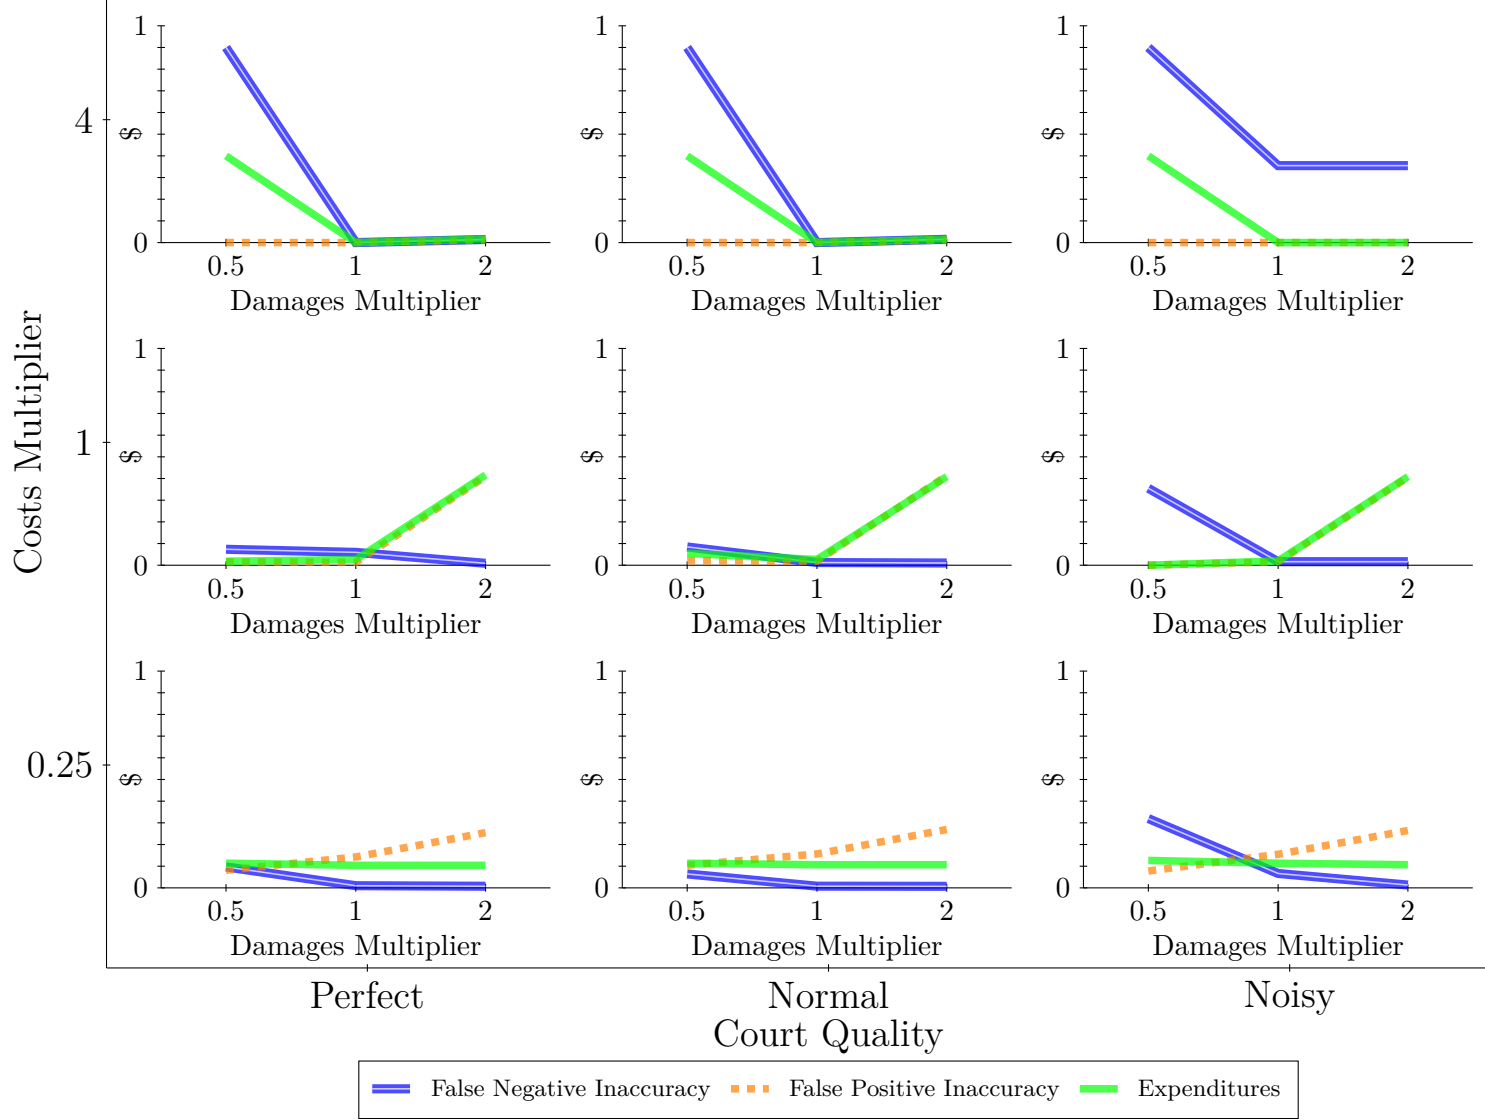 1
$
0
0.5 1 2
Damages Multiplier
1
$
0
0.5 1 2
Damages Multiplier
1
$
0
0.5 1 2
Damages Multiplier
4
1
$
0
0.5 1 2
Damages Multiplier
1
$
0
0.5 1 2
Damages Multiplier
1
$
0
0.5 1 2
Damages Multiplier
1
Costs Multiplier
1
$
0
0.5 1 2
Damages Multiplier
1
$
0
0.5 1 2
Damages Multiplier
1
$
0
0.5 1 2
Damages Multiplier
0.25
Perfect Normal Noisy
Court Quality
False Negative Inaccuracy False Positive Inaccuracy Expenditures